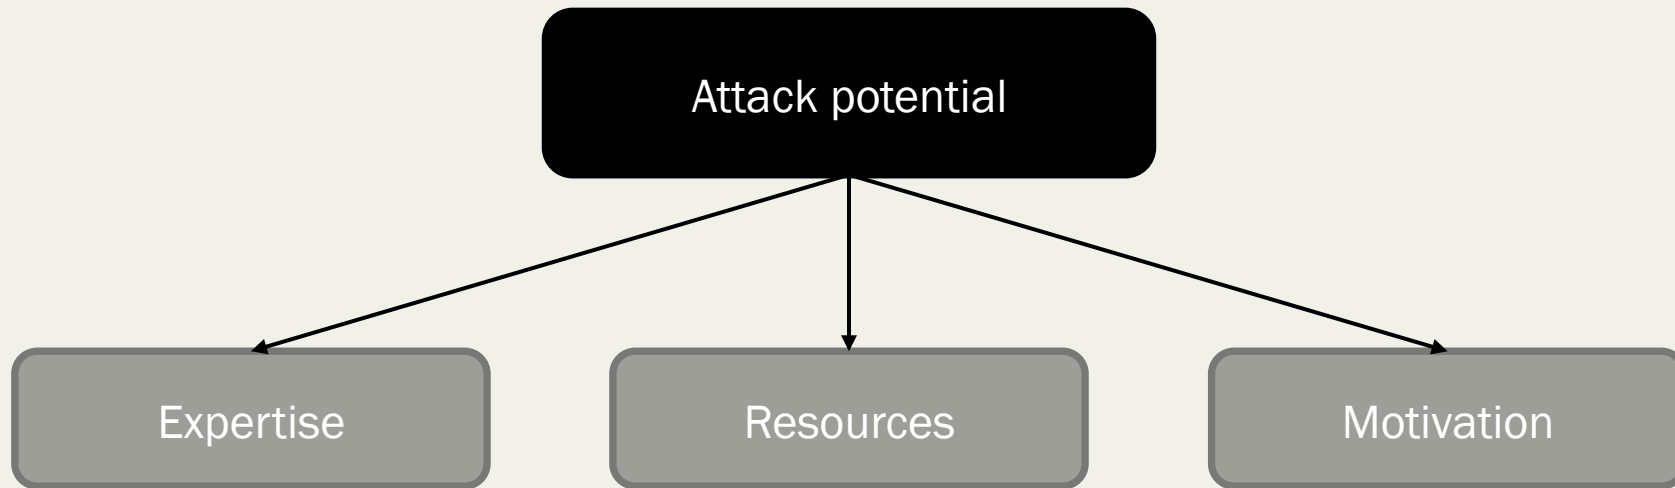 Attack potential
Expertise
Resources
Motivation